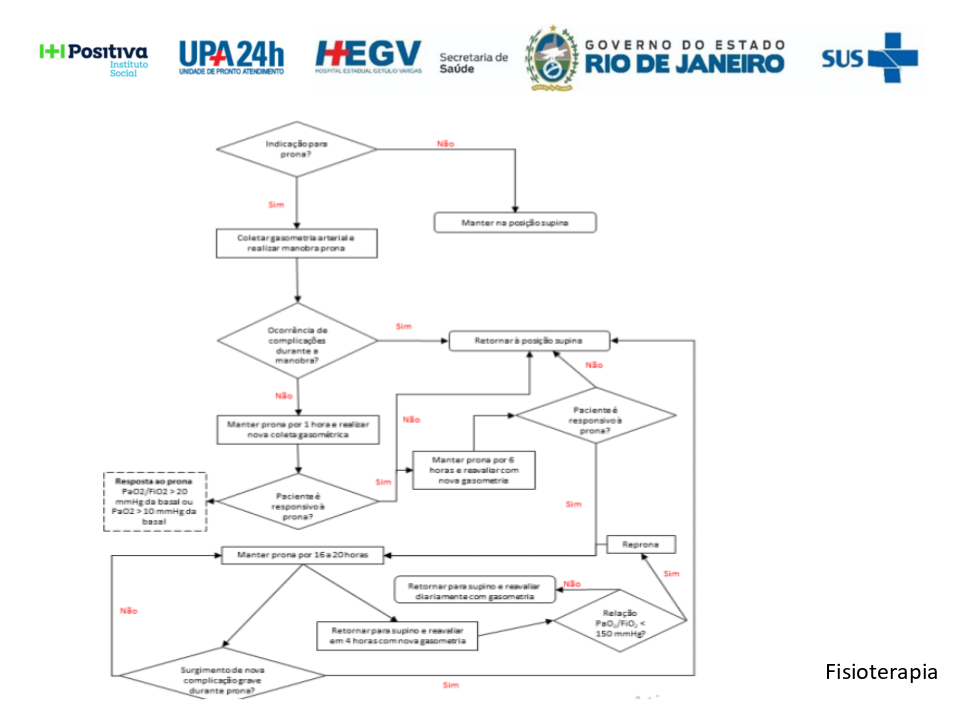 Positiva
Instituto
Social
UPA 24h
UNIDADE DE PRONTO ATENDIMENTO
HEGV
HOSPITAL ESTADUAL GETULIO VARGAS
Secretaria de
Saúde
GOVERNO DO ESTADO
RIO DE JANEIRO
SUS
Indicação para
prona?
Não
Sim
Manter na posição supina
Coletar gasometria arterial e
realizar manobra prona
Ocorrência de
complicações
durante a
manobra?
Sim
Retornar à posição supina
Não
Não
Manter prona por 1 hora e realizar
nova coleta gasométrica
Não
Paciente é
responsivo à
prona?
Manter prona por 6
horas e reavaliar com
nova gasometria
Sim
Resposta ao prona
PaO2/FiO2 > 20
mmHg da basal ou
PaO2 > 10 mmHg da
basal
Paciente é
responsivo à
prona?
Sim
Reprona
Manter prona por 16 a 20 horas
Sim
Retornar para supino e reavaliar
diariamente com gasometria
Não
Não
Relação
PaO₂/FiO₂ <
150 mmHg?
Retornar para supino e reavaliar
em 4 horas com nova gasometria
Surgimento de nova
complicação grave
durante prona?
Sim
Fisioterapia